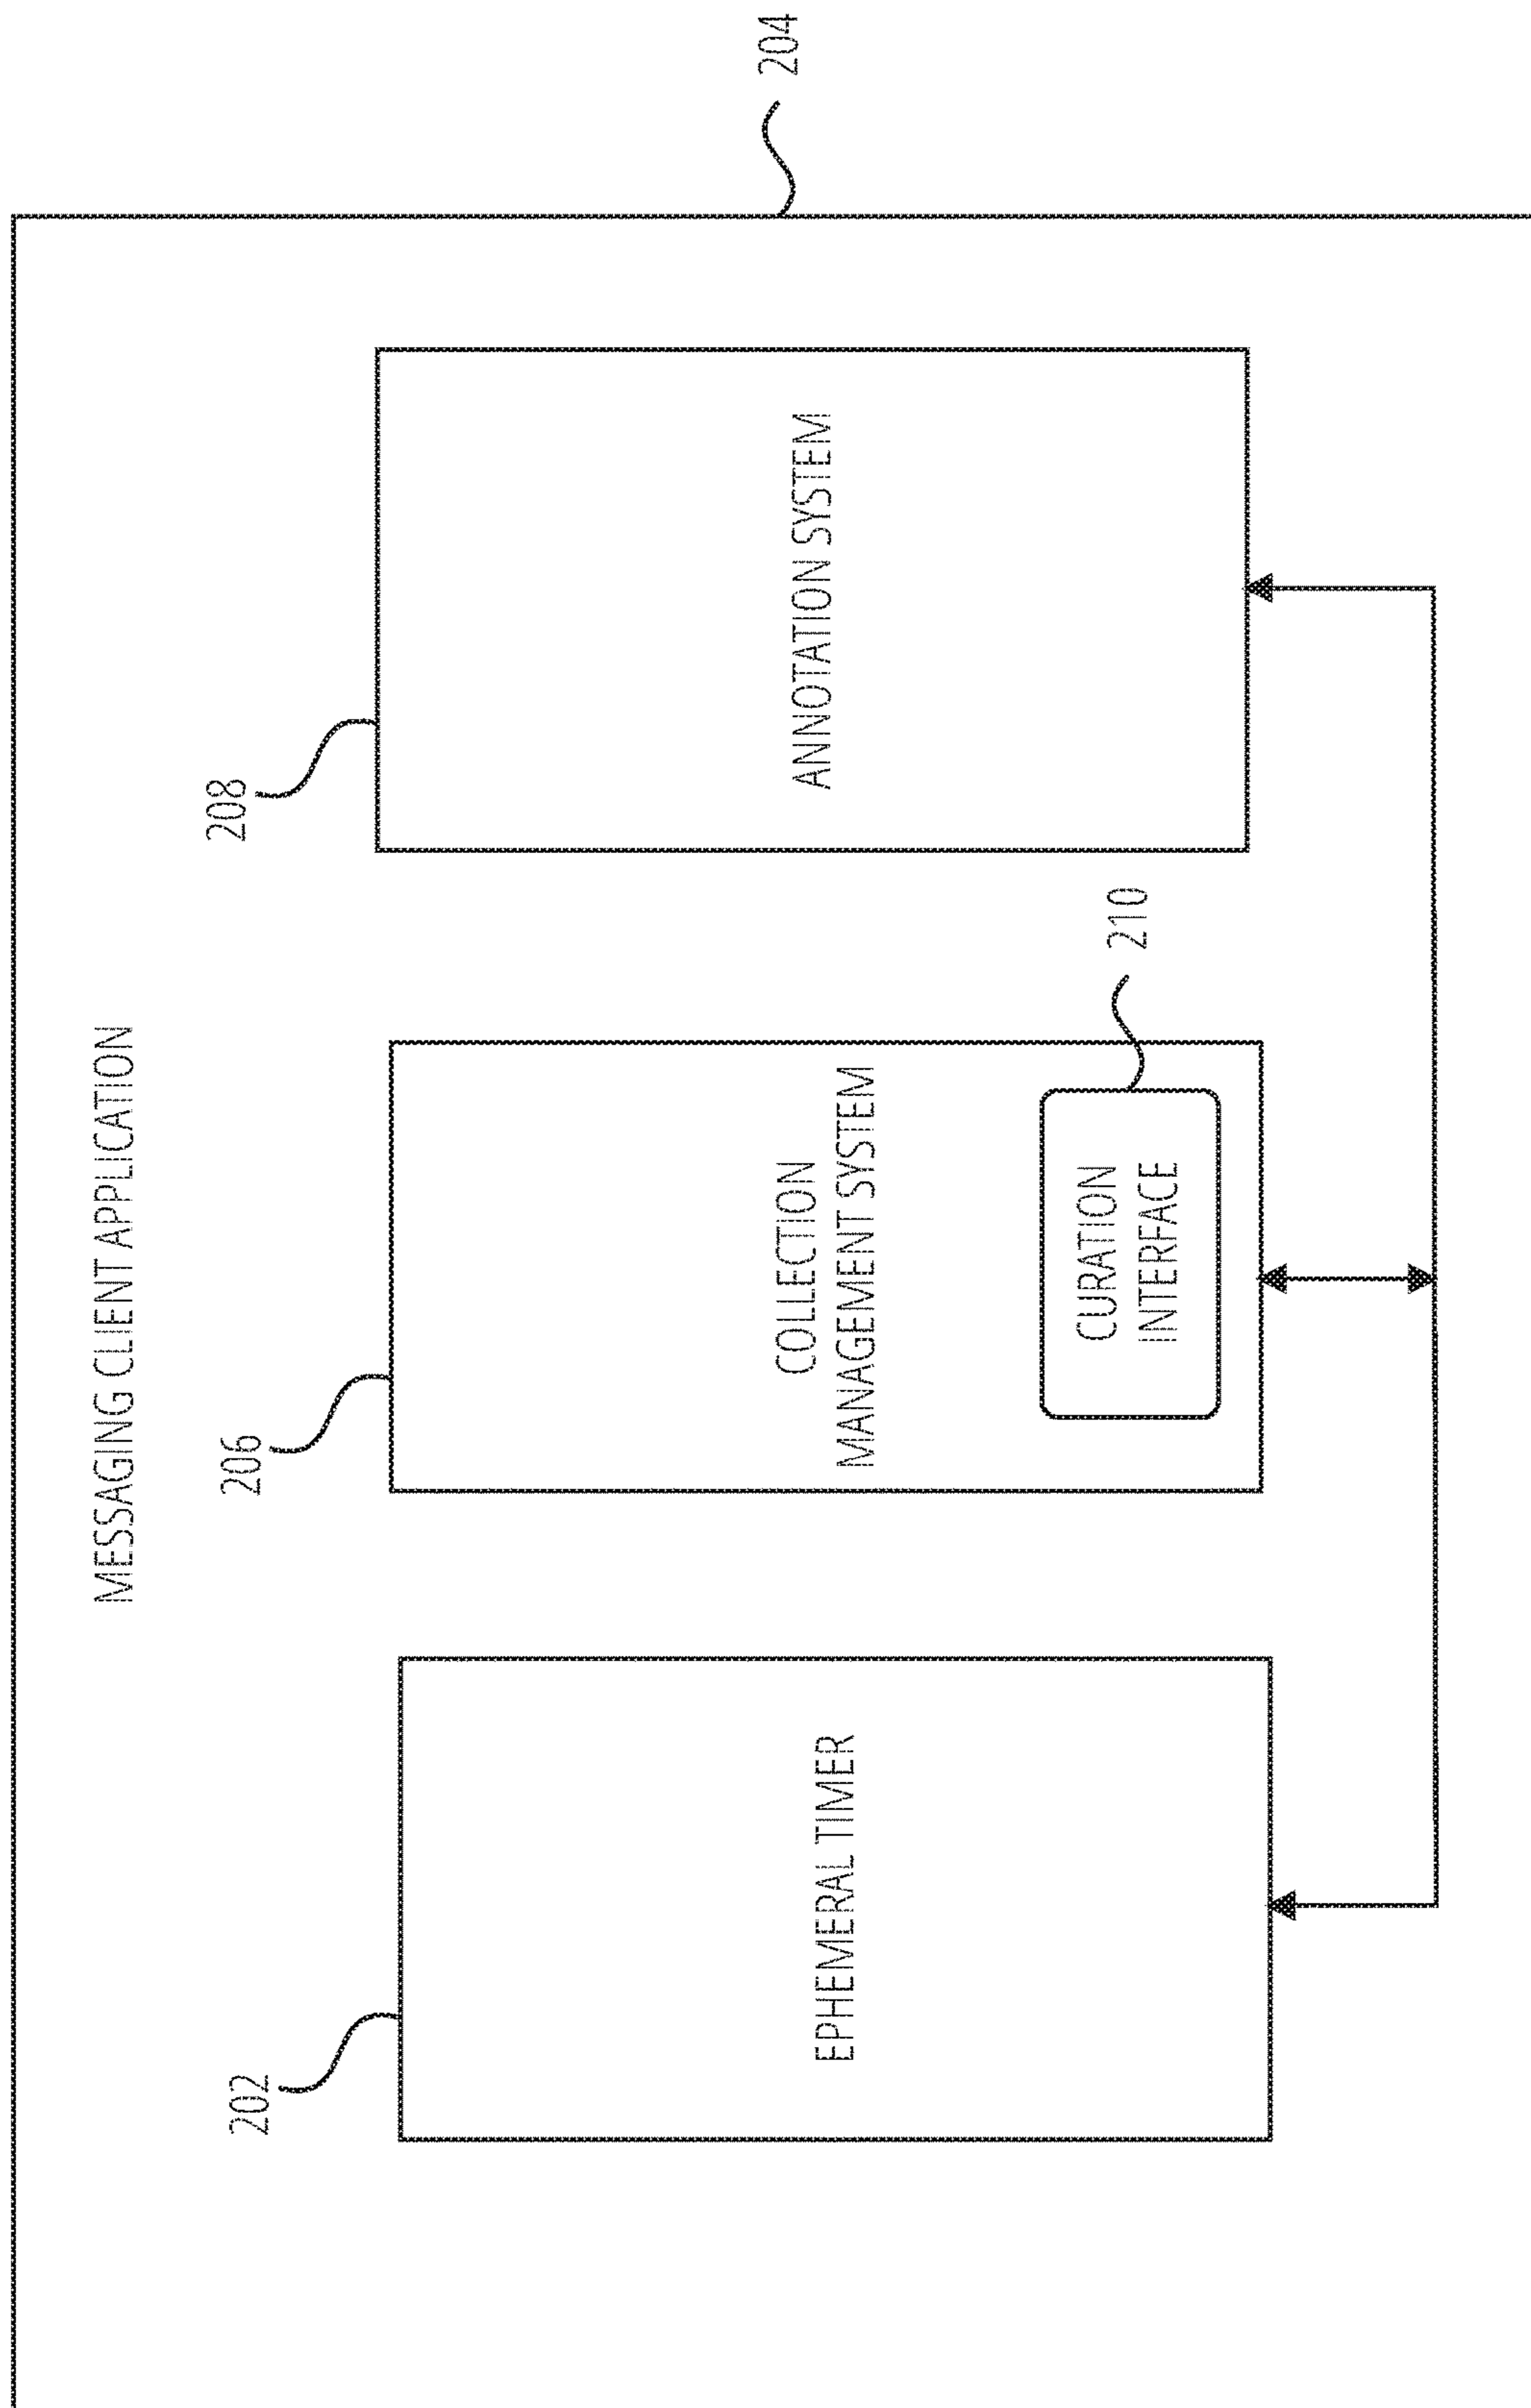 MESSAGING CLIENT APPLICATION
204
202
EPHEMERAL TIMER
206
COLLECTION
MANAGEMENT SYSTEM
CURATION
INTERFACE
210
208
ANNOTATION SYSTEM